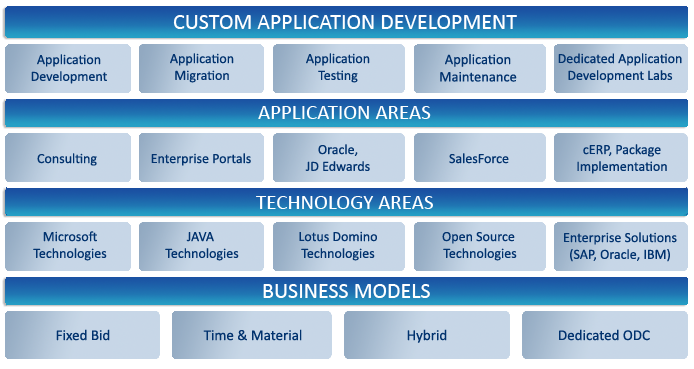 CUSTOM APPLICATION DEVELOPMENT
Application
Development
Application
Migration
Application
Testing
Application
Maintenance
Dedicated Application
Development Labs
APPLICATION AREAS
Consulting
Enterprise Portals
Oracle,
JD Edwards
SalesForce
cERP, Package
Implementation
TECHNOLOGY AREAS
Microsoft
Technologies
JAVA
Technologies
Lotus Domino
Technologies
Open Source
Technologies
Enterprise Solutions
(SAP, Oracle, IBM)
BUSINESS MODELS
Fixed Bid
Time & Material
Hybrid
Dedicated ODC